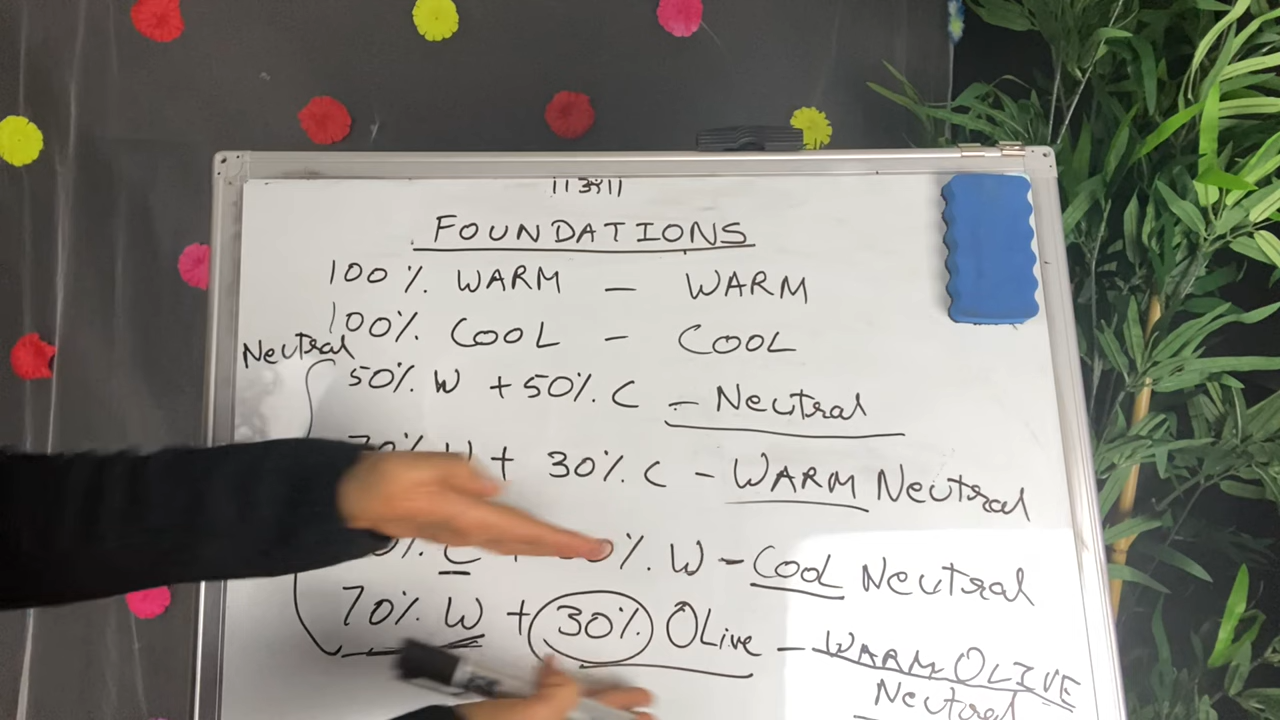 FOUNDATIONS
100%. WARM – WARM
100%. COOL – COOL
Neutral
50%. W + 50%. C – Neutral
+ 30%. C – WARM Neutral
%. W – COOL Neutral
70%. W + 30%. OLive – WARM OLIVE
Neutral